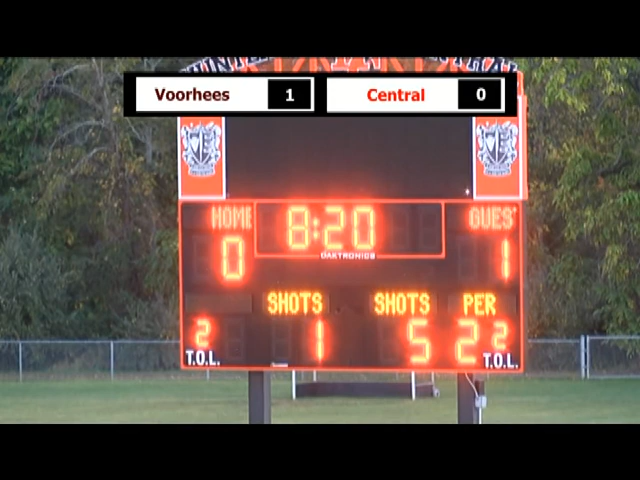 Voorhees 1 Central 0
HOME 8:20 GUEST
0 1
DAKTRONICS
SHOTS SHOTS PER
2 1 5 2 2
T.O.L. T.O.L.